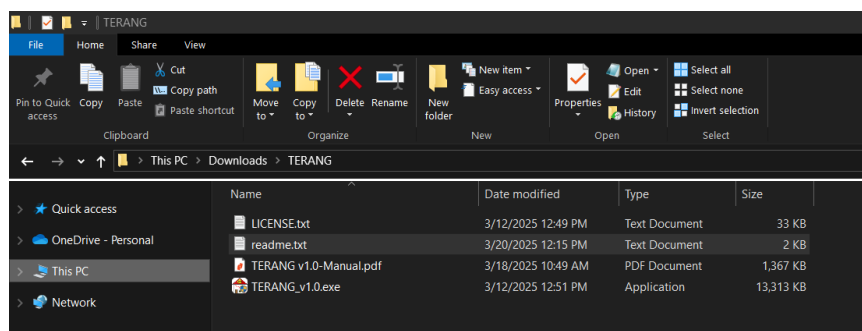 TERANG
File Home Share View
Pin to Quick access
Copy
Paste
Cut
Copy path
Paste shortcut
Move to
Copy to
Delete
Rename
New folder
New item
Easy access
Properties
Open
Edit
History
Select all
Select none
Invert selection
Clipboard Organize New Open Select
This PC > Downloads > TERANG
Name Date modified Type Size
Quick access
OneDrive - Personal
This PC
Network
LICENSE.txt 3/12/2025 12:49 PM Text Document 33 KB
readme.txt 3/20/2025 12:15 PM Text Document 2 KB
TERANG v1.0-Manual.pdf 3/18/2025 10:49 AM PDF Document 1,367 KB
TERANG_v1.0.exe 3/12/2025 12:51 PM Application 13,313 KB